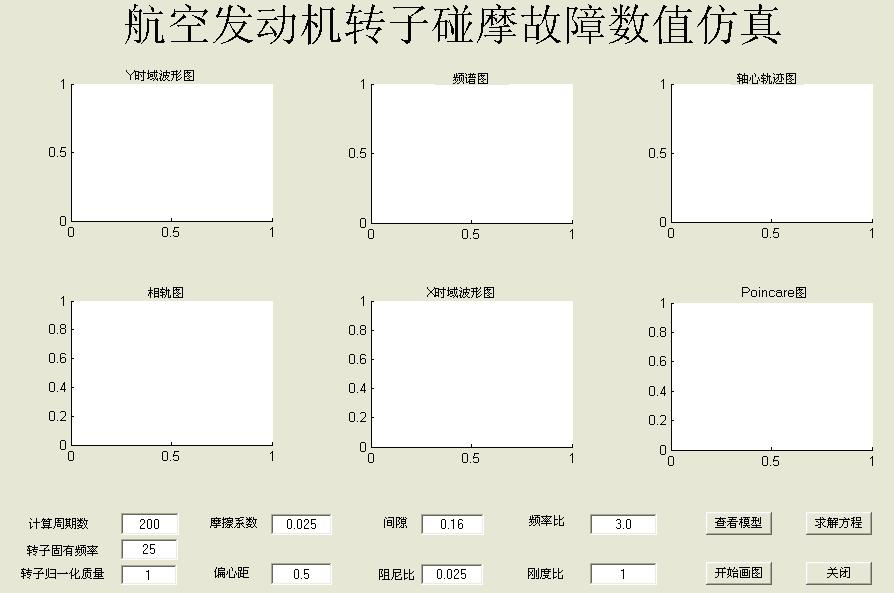 航空发动机转子碰摩故障数值仿真
Y时域波形图
1
0.5
0
0 0.5 1
频谱图
1
0.5
0
0 0.5 1
轴心轨迹图
1
0.5
0
0 0.5 1
相轨图
1
0.8
0.6
0.4
0.2
0
0 0.5 1
X时域波形图
1
0.8
0.6
0.4
0.2
0
0 0.5 1
Poincare图
1
0.8
0.6
0.4
0.2
0
0 0.5 1
计算周期数 200 摩擦系数 0.025 间隙 0.16 频率比 3.0 查看模型 求解方程
转子固有频率 25
转子归一化质量 1 偏心距 0.5 阻尼比 0.025 刚度比 1 开始画图 关闭